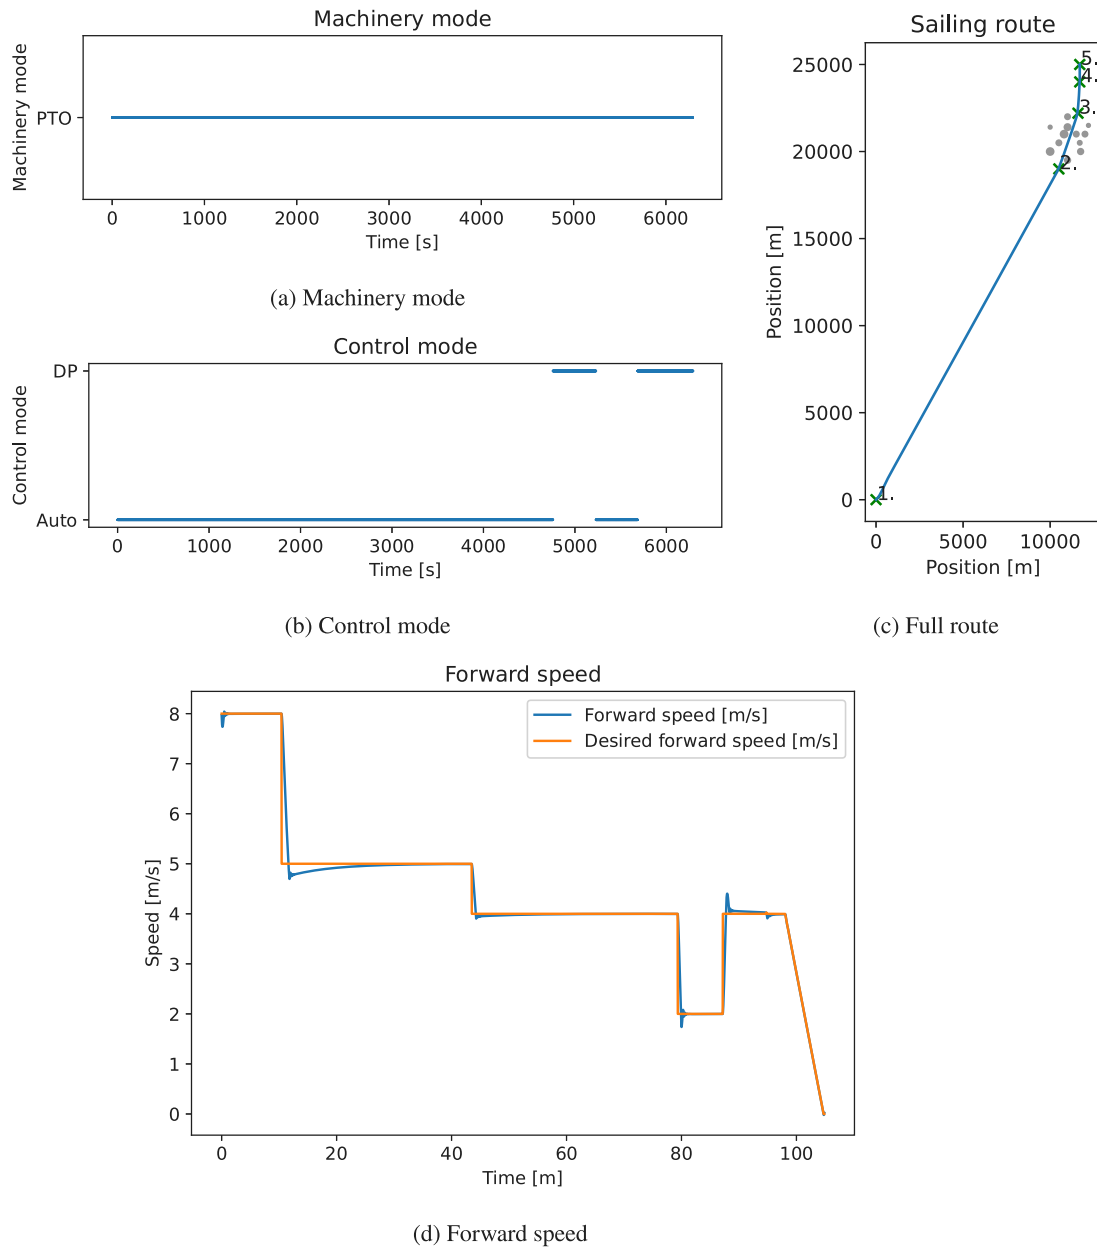 Machinery mode
Machinery mode
PTO
0 1000 2000 3000 4000 5000 6000
Time [s]
(a) Machinery mode
Control mode
Control mode
DP
Auto
0 1000 2000 3000 4000 5000 6000
Time [s]
(b) Control mode
Sailing route
Position [m]
25000
20000
15000
10000
5000
0
5.
4.
3.
2.
1.
0 5000 10000
Position [m]
(c) Full route
Forward speed
Forward speed [m/s]
Desired forward speed [m/s]
Speed [m/s]
8
7
6
5
4
3
2
1
0
0 20 40 60 80 100
Time [m]
(d) Forward speed